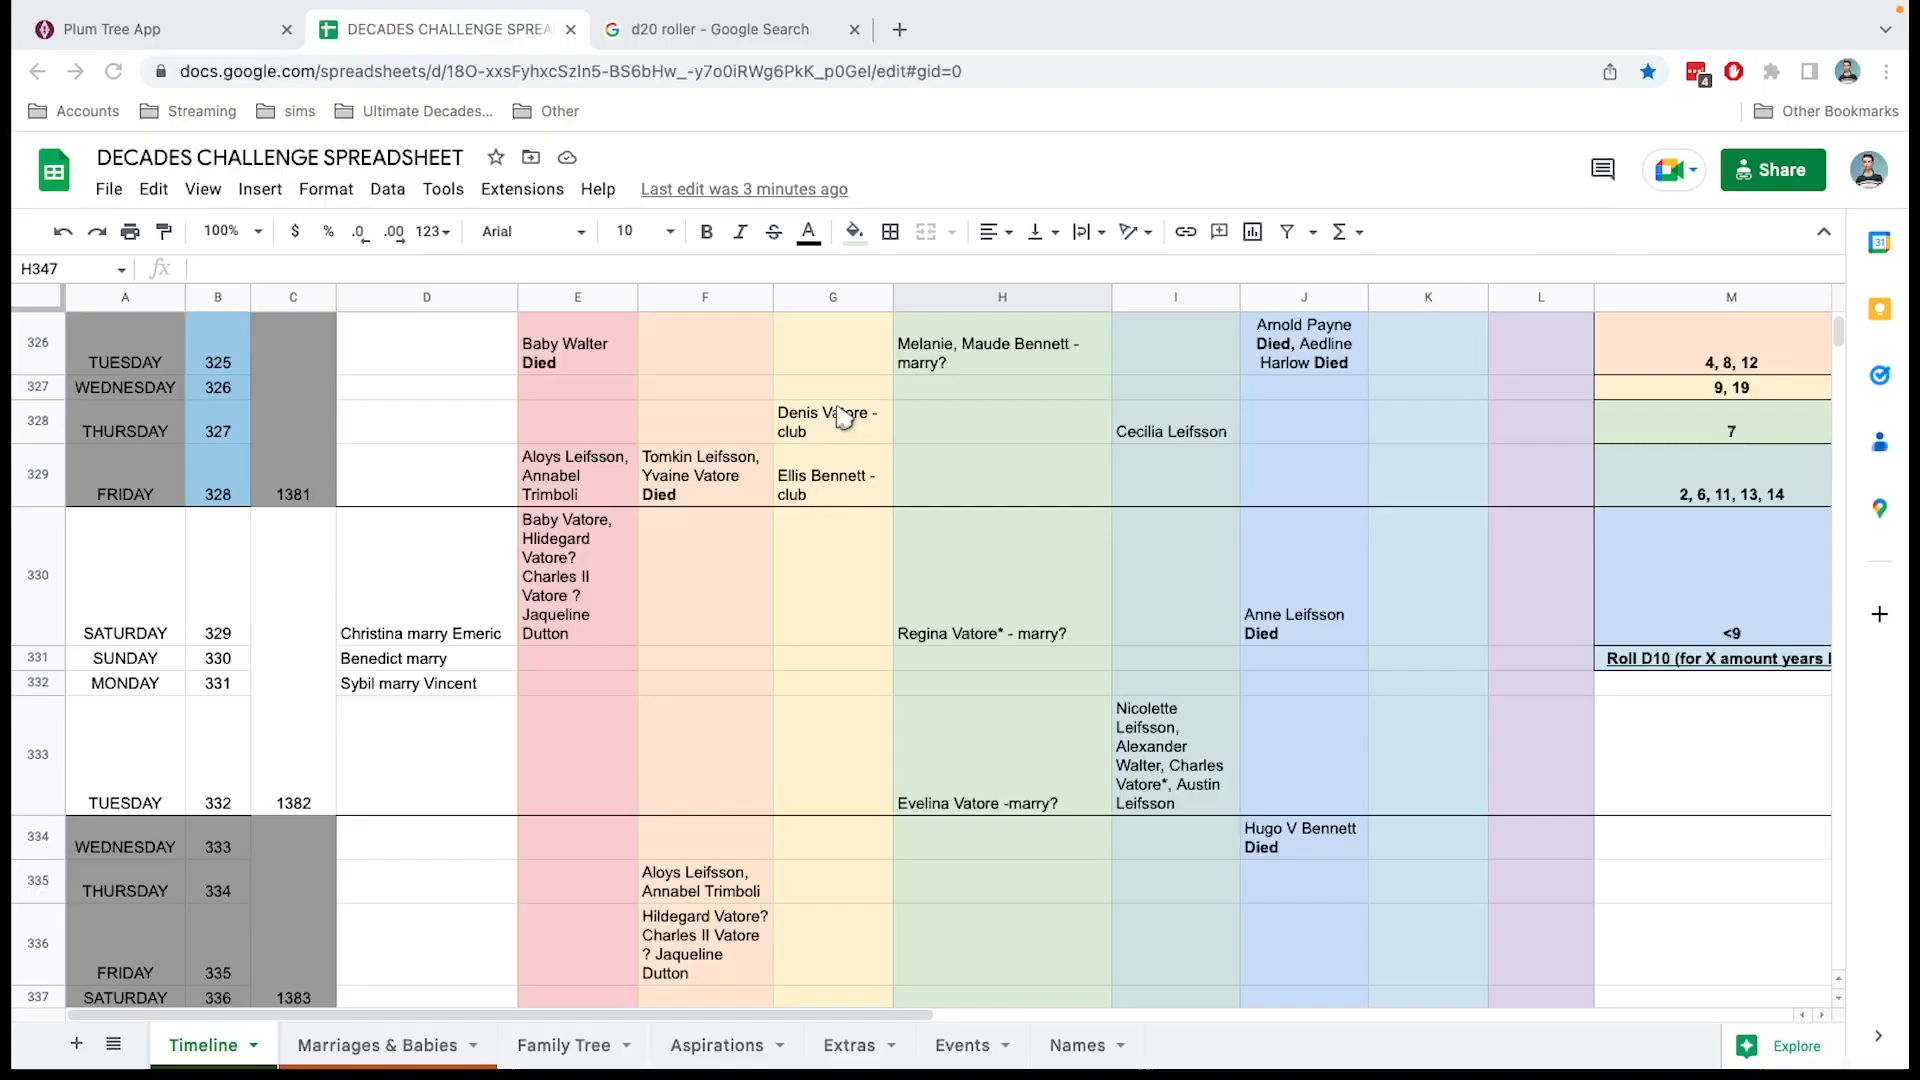 Plum Tree App
DECADES CHALLENGE SPREA
d20 roller - Google Search
docs.google.com/spreadsheets/d/18O-xxsFyhxcSzln5-BS6bHw_-y7o0iRWg6PkK_p0GeI/edit#gid=0
4
Accounts
Streaming
sims
Ultimate Decades...
Other
Other Bookmarks
DECADES CHALLENGE SPREADSHEET
File Edit View Insert Format Data Tools Extensions Help Last edit was 3 minutes ago
Share
100% $ % .0 .00 123 Arial 10 B I S A
31
H347 fx
A B C D E F G H I J K L M
326 TUESDAY 325
Baby Walter
Died
Melanie, Maude Bennett -
marry?
Arnold Payne
Died, Aedline
Harlow Died
4, 8, 12
327 WEDNESDAY 326 9, 19
328 THURSDAY 327
Denis Vatore -
club
Cecilia Leifsson
7
329 FRIDAY 328 1381
Aloys Leifsson,
Annabel
Trimboli
Tomkin Leifsson,
Yvaine Vatore
Died
Ellis Bennett -
club
2, 6, 11, 13, 14
330 SATURDAY 329 Christina marry Emeric
Baby Vatore,
Hlidegard
Vatore?
Charles II
Vatore ?
Jaqueline
Dutton
Regina Vatore* - marry?
Anne Leifsson
Died
<9
331 SUNDAY 330 Benedict marry Roll D10 (for X amount years
332 MONDAY 331 Sybil marry Vincent
333 TUESDAY 332 1382 Evelina Vatore -marry?
Nicolette
Leifsson,
Alexander
Walter, Charles
Vatore*, Austin
Leifsson
334 WEDNESDAY 333
Hugo V Bennett
Died
335 THURSDAY 334
Aloys Leifsson,
Annabel Trimboli
336 FRIDAY 335
Hildegard Vatore?
Charles II Vatore
? Jaqueline
Dutton
337 SATURDAY 336 1383
Timeline Marriages & Babies Family Tree Aspirations Extras Events Names Explore